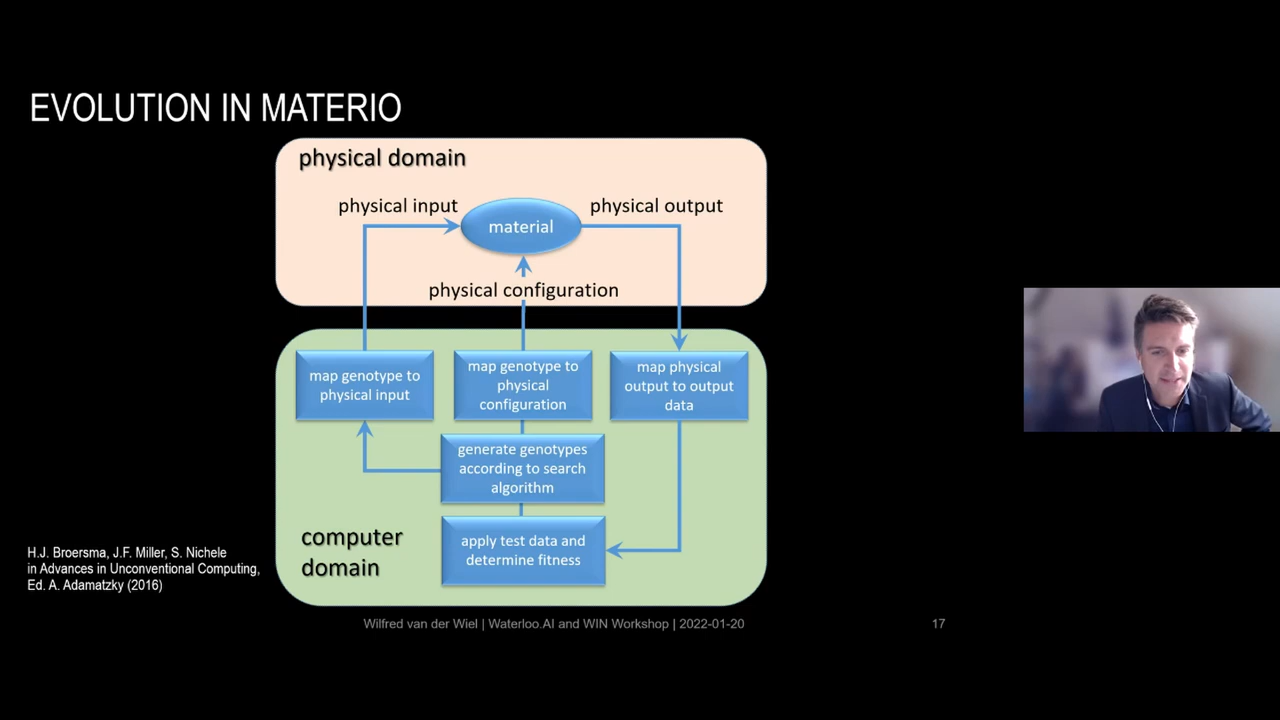 EVOLUTION IN MATERIO
physical domain
physical input
physical output
material
physical configuration
map genotype to
physical input
map genotype to
physical
configuration
map physical
output to output
data
generate genotypes
according to search
algorithm
computer
domain
apply test data and
determine fitness
H.J. Broersma, J.F. Miller, S. Nichele
in Advances in Unconventional Computing,
Ed. A. Adamatzky (2016)
Wilfred van der Wiel | Waterloo.AI and WIN Workshop | 2022-01-20
17